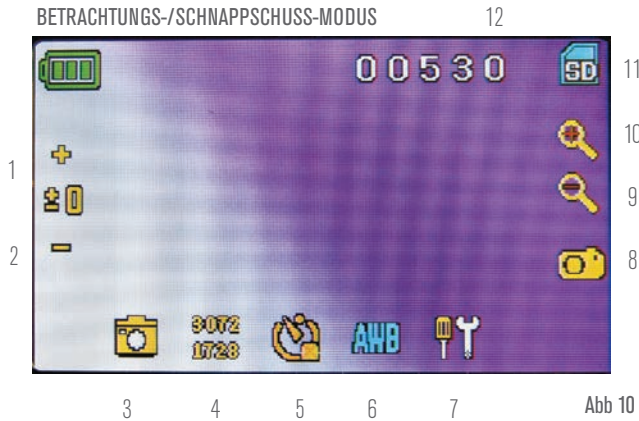 BETRACHTUNGS-/SCHNAPPSCHUSS-MODUS 12
00530 SD 11
10
1
±0 9
2 8
3072
1728 AWB
3 4 5 6 7 Abb 10